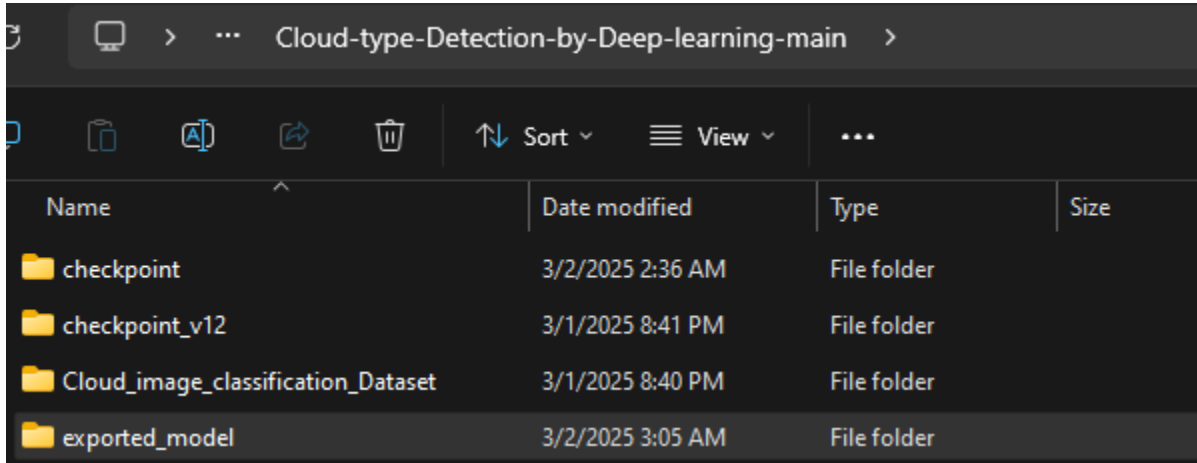 Cloud-type-Detection-by-Deep-learning-main
Sort View
Name Date modified Type Size
checkpoint 3/2/2025 2:36 AM File folder
checkpoint_v12 3/1/2025 8:41 PM File folder
Cloud_image_classification_Dataset 3/1/2025 8:40 PM File folder
exported_model 3/2/2025 3:05 AM File folder